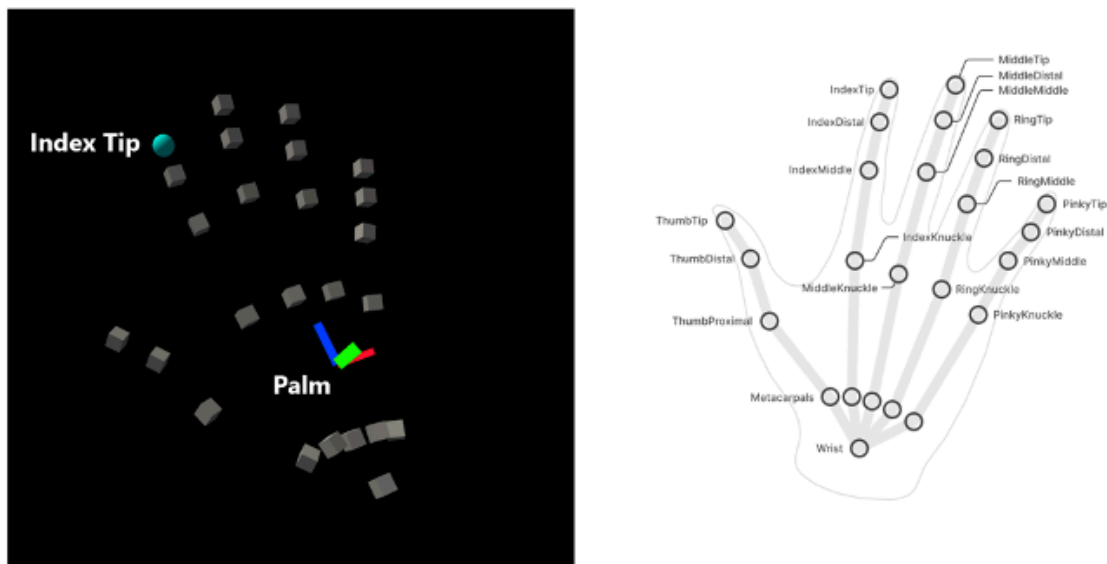 Index Tip
Palm
MiddleTip
MiddleDistal
MiddleMiddle
IndexTip
IndexDistal
RingTip
RingDistal
IndexMiddle
RingMiddle
PinkyTip
ThumbTip
PinkyDistal
IndexKnuckle
ThumbDistal
PinkyMiddle
MiddleKnuckle
RingKnuckle
ThumbProximal
PinkyKnuckle
Metacarpals
Wrist